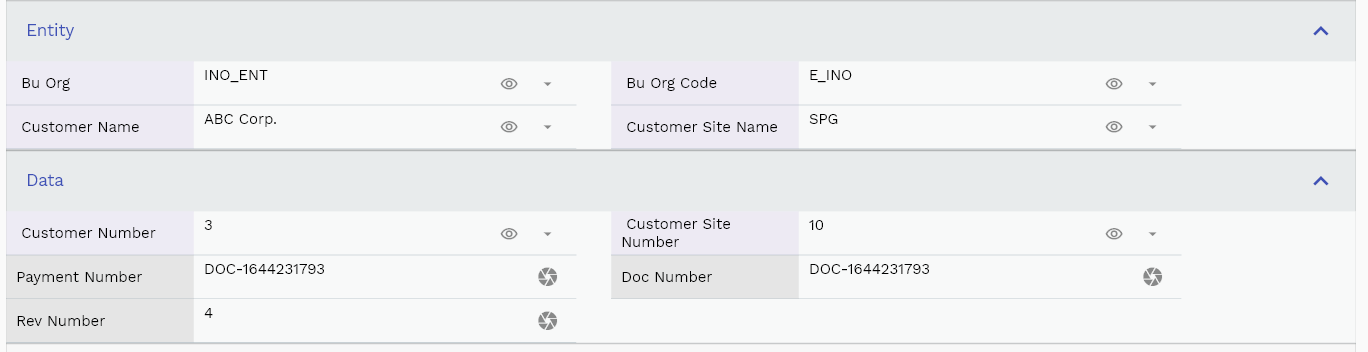 Entity
Bu Org INO_ENT Bu Org Code E_INO
Customer Name ABC Corp. Customer Site Name SPG
Data
Customer Number 3 Customer Site Number 10
Payment Number DOC-1644231793 Doc Number DOC-1644231793
Rev Number 4